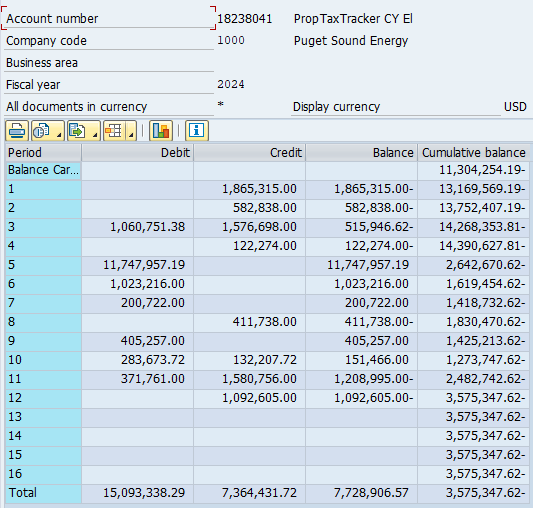 Account number 18238041 PropTaxTracker CY El
Company code 1000 Puget Sound Energy
Business area
Fiscal year 2024
All documents in currency * Display currency USD
Period Debit Credit Balance Cumulative balance
Balance Car... 11,304,254.19-
1 1,865,315.00 1,865,315.00- 13,169,569.19-
2 582,838.00 582,838.00- 13,752,407.19-
3 1,060,751.38 1,576,698.00 515,946.62- 14,268,353.81-
4 122,274.00 122,274.00- 14,390,627.81-
5 11,747,957.19 11,747,957.19 2,642,670.62-
6 1,023,216.00 1,023,216.00 1,619,454.62-
7 200,722.00 200,722.00 1,418,732.62-
8 411,738.00 411,738.00- 1,830,470.62-
9 405,257.00 405,257.00 1,425,213.62-
10 283,673.72 132,207.72 151,466.00 1,273,747.62-
11 371,761.00 1,580,756.00 1,208,995.00- 2,482,742.62-
12 1,092,605.00 1,092,605.00- 3,575,347.62-
13 3,575,347.62-
14 3,575,347.62-
15 3,575,347.62-
16 3,575,347.62-
Total 15,093,338.29 7,364,431.72 7,728,906.57 3,575,347.62-